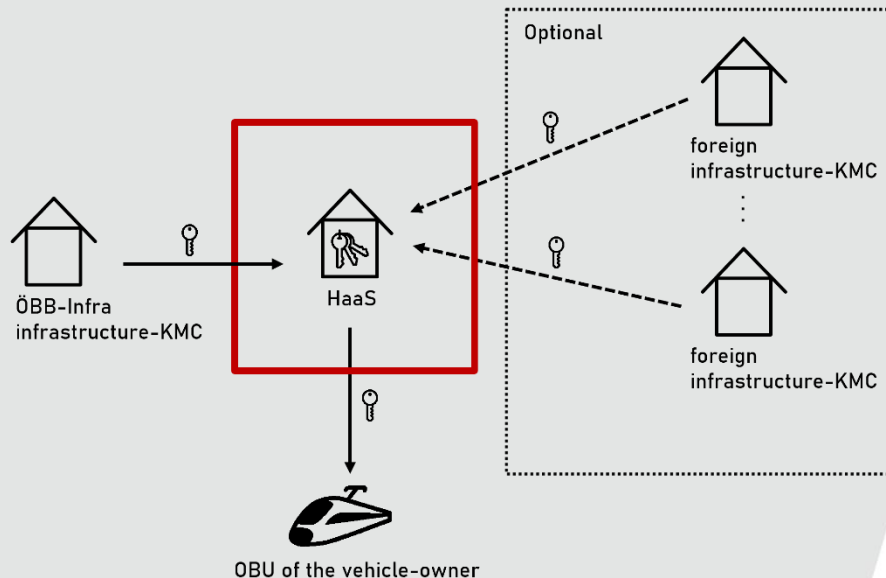 Optional
foreign
infrastructure-KMC
ÖBB-Infra
infrastructure-KMC
HaaS
foreign
infrastructure-KMC
OBU of the vehicle-owner